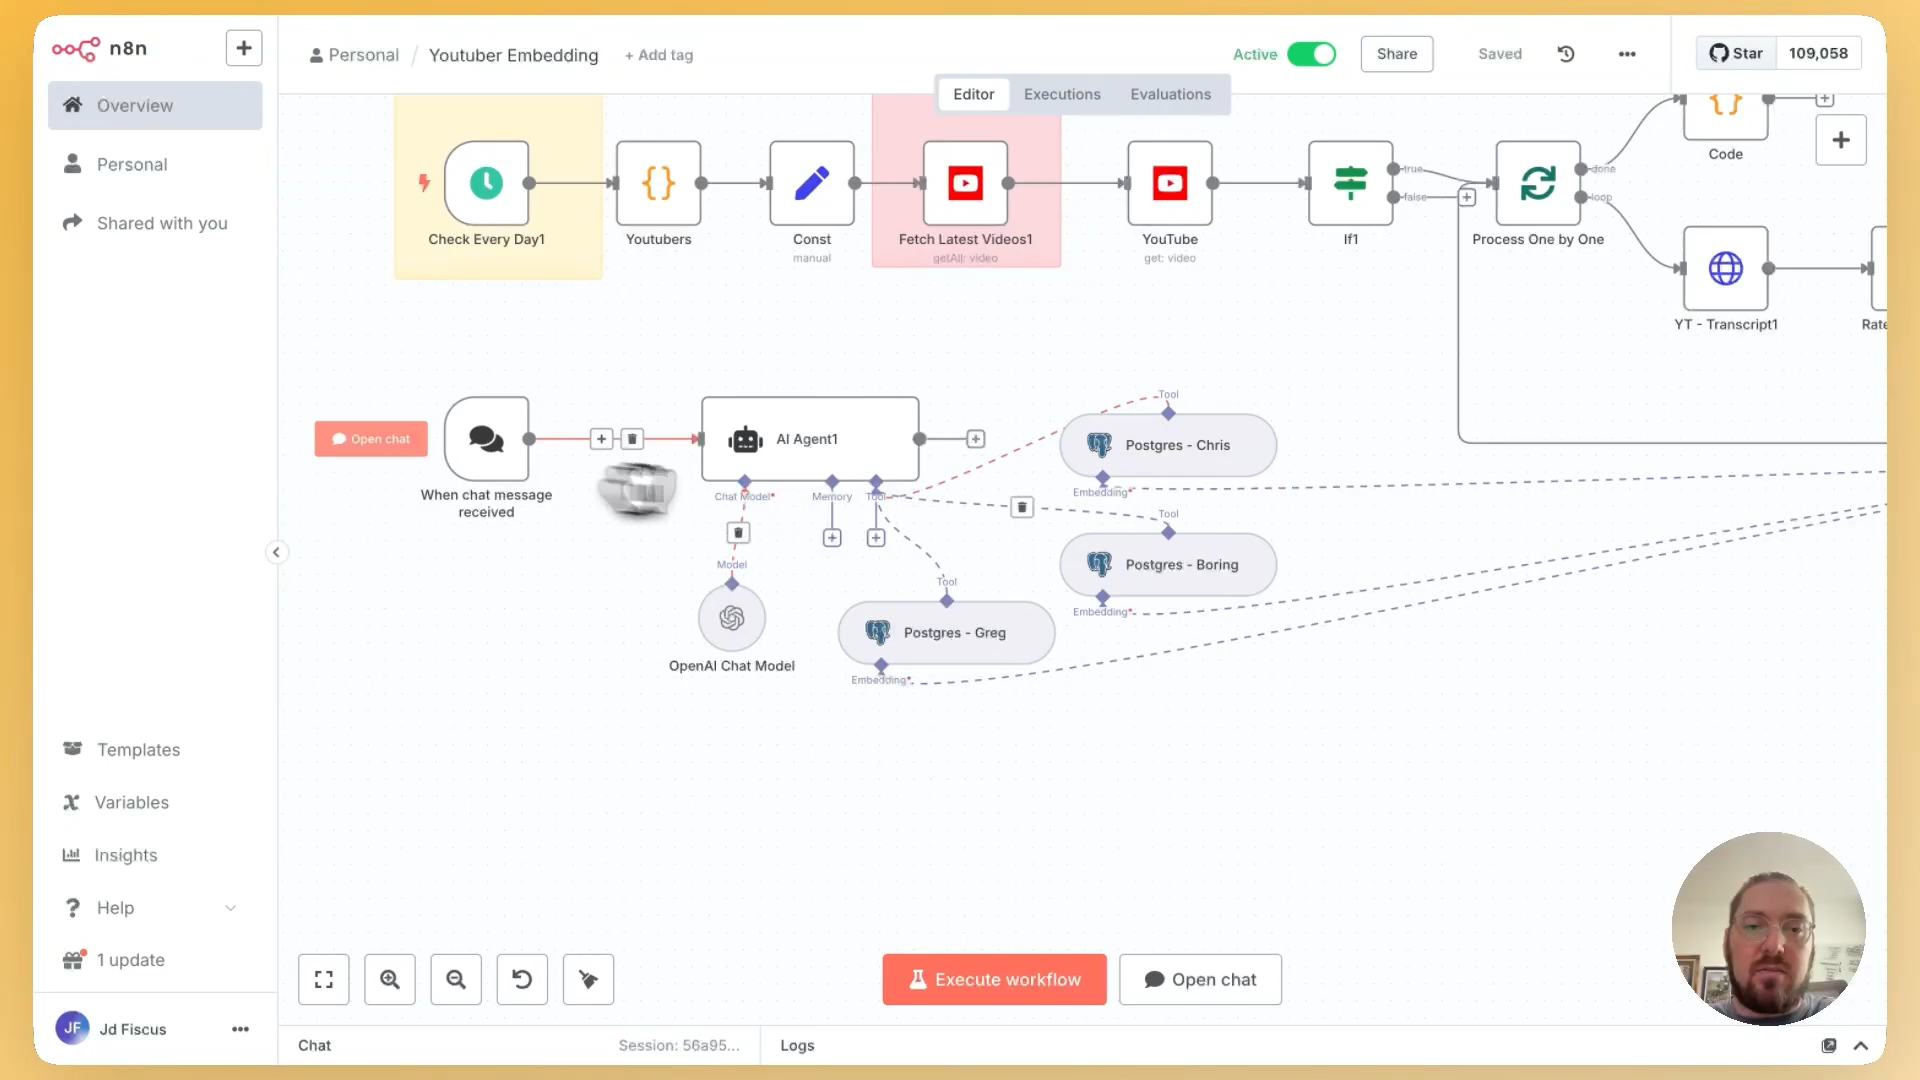 n8n
Personal / Youtuber Embedding + Add tag
Active
Share
Saved
Star 109,058
Editor Executions Evaluations
Overview
Personal
Shared with you
Check Every Day1
Youtubers
Const
manual
Fetch Latest Videos1
getAll: video
YouTube
get: video
If1
true
false
Process One by One
done
loop
Code
YT - Transcript1
Rate
Open chat
When chat message
received
AI Agent1
Chat Model*
Memory
Tool
Model
OpenAI Chat Model
Tool
Postgres - Chris
Embedding*
Tool
Postgres - Boring
Embedding*
Tool
Postgres - Greg
Embedding*
Templates
Variables
Insights
Help
1 update
JF Jd Fiscus
Execute workflow
Open chat
Chat
Session: 56a95...
Logs